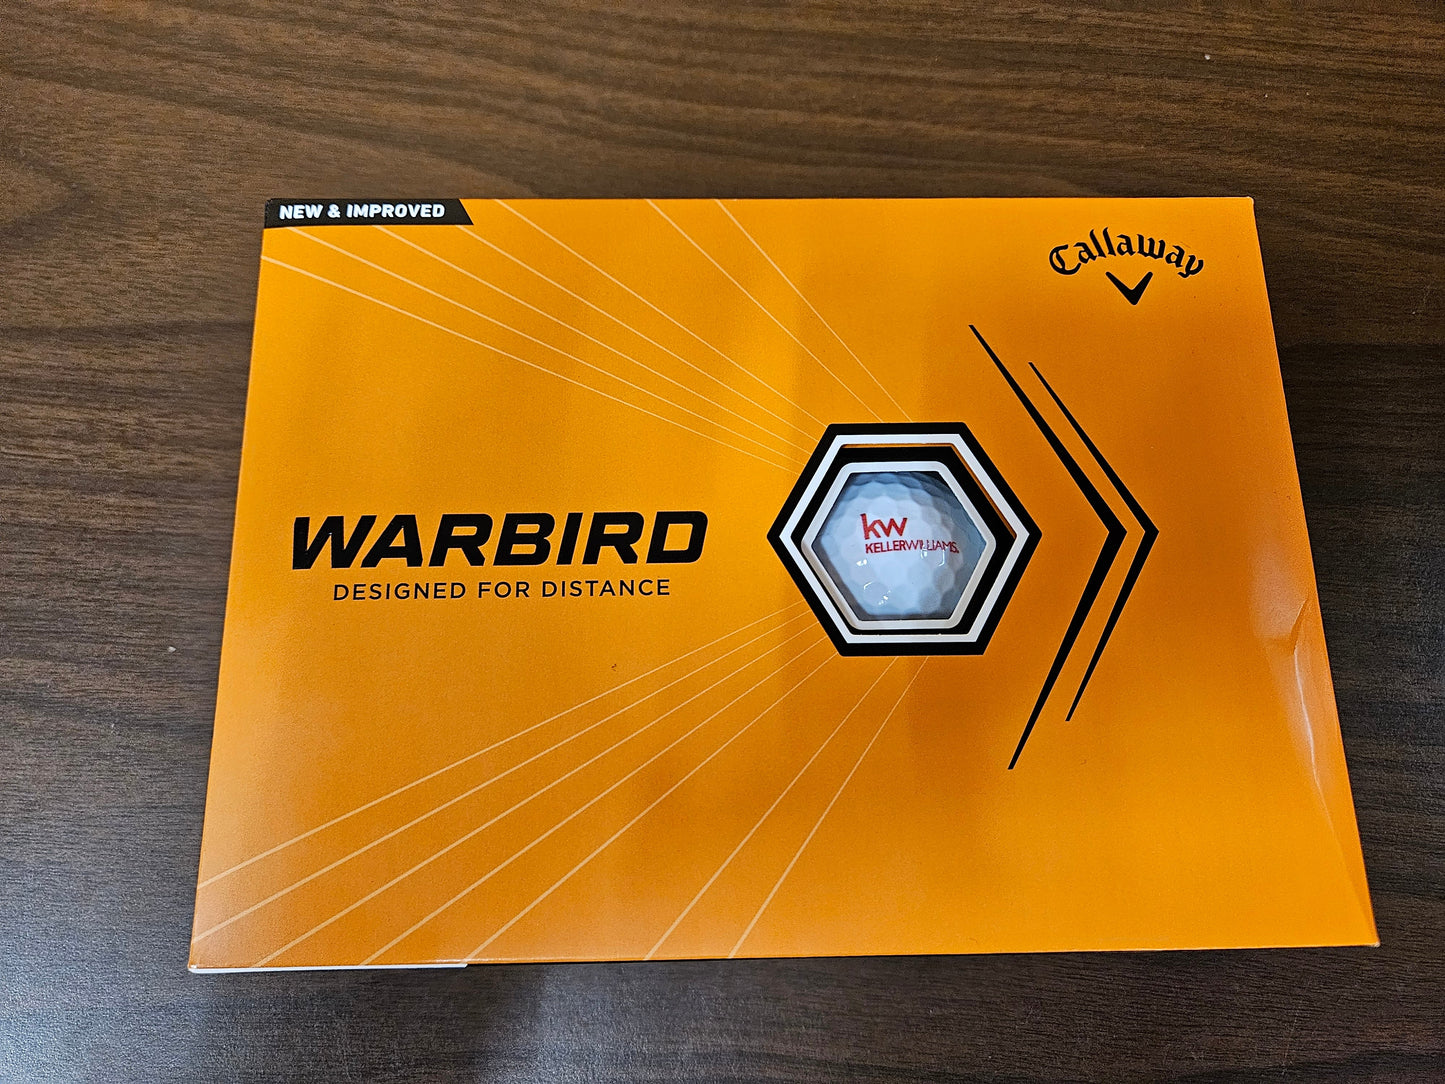 NEW & IMPROVED
Callaway
WARBIRD
DESIGNED FOR DISTANCE
kw
KELLERWILLIAMS.